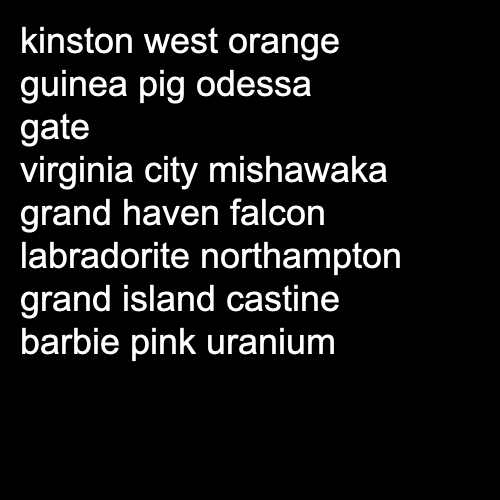 kinston west orange
guinea pig odessa
gate
virginia city mishawaka
grand haven falcon
labradorite northampton
grand island castine
barbie pink uranium